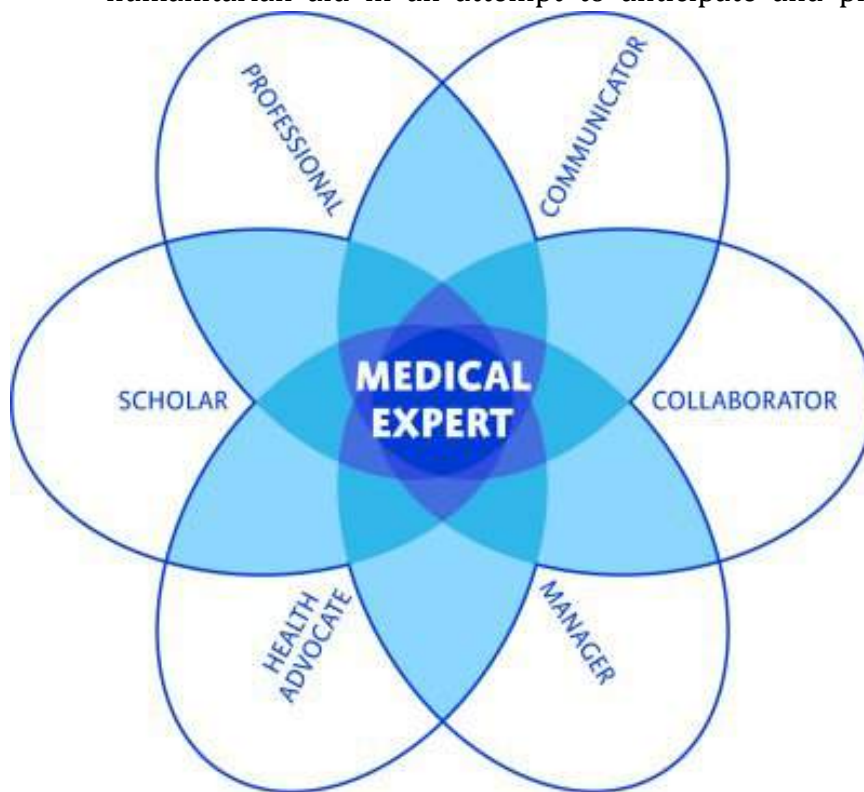 humanitarian aid in an attempt to anticipate and
PROFESSIONAL
COMMUNICATOR
SCHOLAR
MEDICAL
EXPERT
COLLABORATOR
HEALTH
ADVOCATE
MANAGER